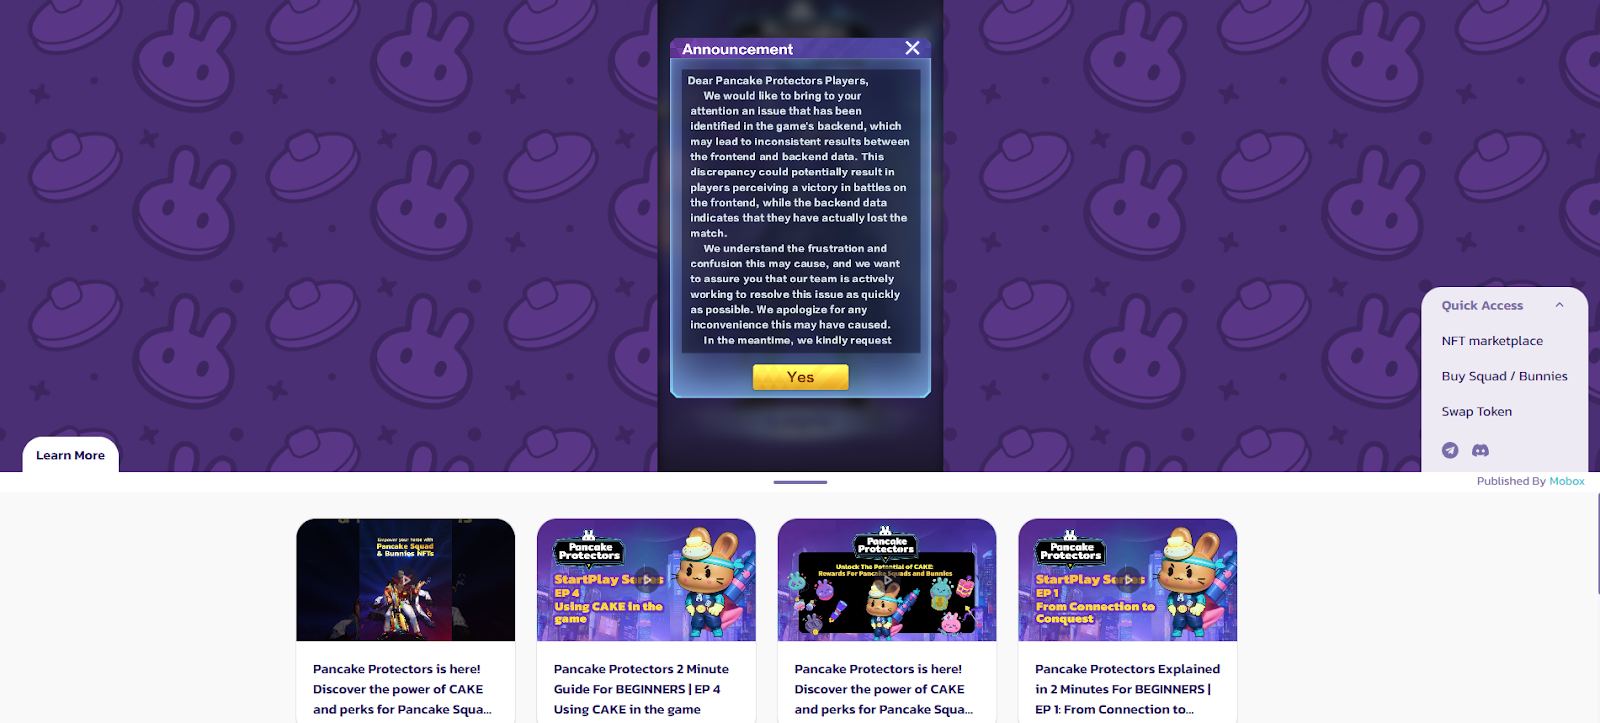 Announcement
Dear Pancake Protectors Players,
We would like to bring to your
attention an issue that has been
identified in the game's backend, which
may lead to inconsistent results between
the frontend and backend data. This
discrepancy could potentially result in
players perceiving a victory in battles on
the frontend, while the backend data
indicates that they have actually lost the
match.
We understand the frustration and
confusion this may cause, and we want
to assure you that our team is actively
working to resolve this issue as quickly
as possible. We apologize for any
inconvenience this may have caused.
In the meantime, we kindly request
Yes
Quick Access
NFT marketplace
Buy Squad / Bunnies
Swap Token
Learn More
Published By Mobox
Empower your hero with
Pancake Squad
& Bunnies NFTs
Pancake Protectors is here!
Discover the power of CAKE
and perks for Pancake Squa...
Pancake
Protectors
StartPlay Series
EP 4
Using CAKE in the
game
Pancake Protectors 2 Minute
Guide For BEGINNERS | EP 4
Using CAKE in the game
Pancake
Protectors
Unlock The Potential of CAKE:
Rewards For Pancake Squads and Bunnies
Pancake Protectors is here!
Discover the power of CAKE
and perks for Pancake Squa...
Pancake
Protectors
StartPlay Series
EP 1
From Connection to
Conquest
Pancake Protectors Explained
in 2 Minutes For BEGINNERS |
EP 1: From Connection to...